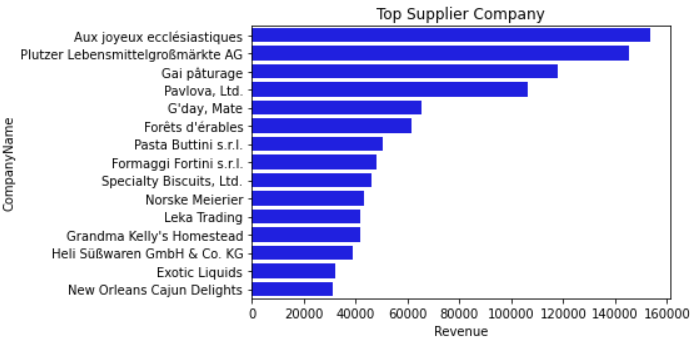 Top Supplier Company
CompanyName
Aux joyeux ecclésiastiques
Plutzer Lebensmittelgroßmärkte AG
Gai pâturage
Pavlova, Ltd.
G'day, Mate
Forêts d'érables
Pasta Buttini s.r.l.
Formaggi Fortini s.r.l.
Specialty Biscuits, Ltd.
Norske Meierier
Leka Trading
Grandma Kelly's Homestead
Heli Süßwaren GmbH & Co. KG
Exotic Liquids
New Orleans Cajun Delights
0 20000 40000 60000 80000 100000 120000 140000 160000
Revenue